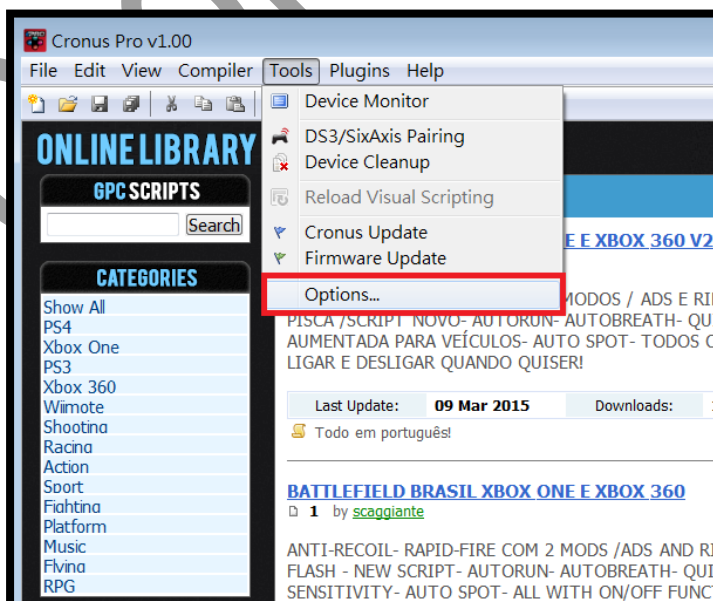 Cronus Pro v1.00
File Edit View Compiler Tools Plugins Help
Device Monitor
DS3/SixAxis Pairing
Device Cleanup
Reload Visual Scripting
Cronus Update
Firmware Update
Options...
ONLINE LIBRARY
GPC SCRIPTS
Search
CATEGORIES
Show All
PS4
Xbox One
PS3
Xbox 360
Wiimote
Shooting
Racing
Action
Sport
Fighting
Platform
Music
Flying
RPG
E E XBOX 360 V2
MODOS / ADS E
PISCA /SCRIPT NOVO- AUTORUN- AUTOBREATH-
AUMENTADA PARA VEÍCULOS- AUTO SPOT- TODOS
LIGAR E DESLIGAR QUANDO QUISER!
Last Update: 09 Mar 2015 Downloads:
Todo em português!
BATTLEFIELD BRASIL XBOX ONE E XBOX 360
1 by scaggiante
ANTI-RECOIL- RAPID-FIRE COM 2 MODS /ADS AND
FLASH - NEW SCRIPT- AUTORUN- AUTOBREATH-
SENSITIVITY- AUTO SPOT- ALL WITH ON/OFF